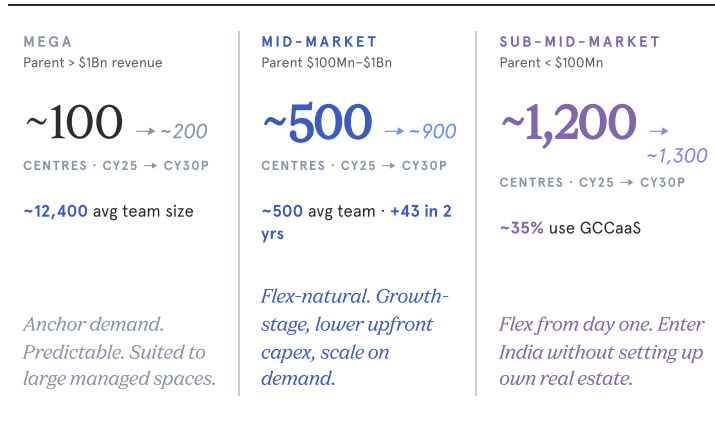 MEGA
Parent > $1Bn revenue
~100 → ~200
CENTRES · CY25 → CY30P
~12,400 avg team size
Anchor demand.
Predictable. Suited to
large managed spaces.
MID-MARKET
Parent $100Mn–$1Bn
~500 → ~900
CENTRES · CY25 → CY30P
~500 avg team · +43 in 2
yrs
Flex-natural. Growth-
stage, lower upfront
capex, scale on
demand.
SUB-MID-MARKET
Parent < $100Mn
~1,200 →
~1,300
CENTRES · CY25 → CY30P
~35% use GCCaaS
Flex from day one. Enter
India without setting up
own real estate.